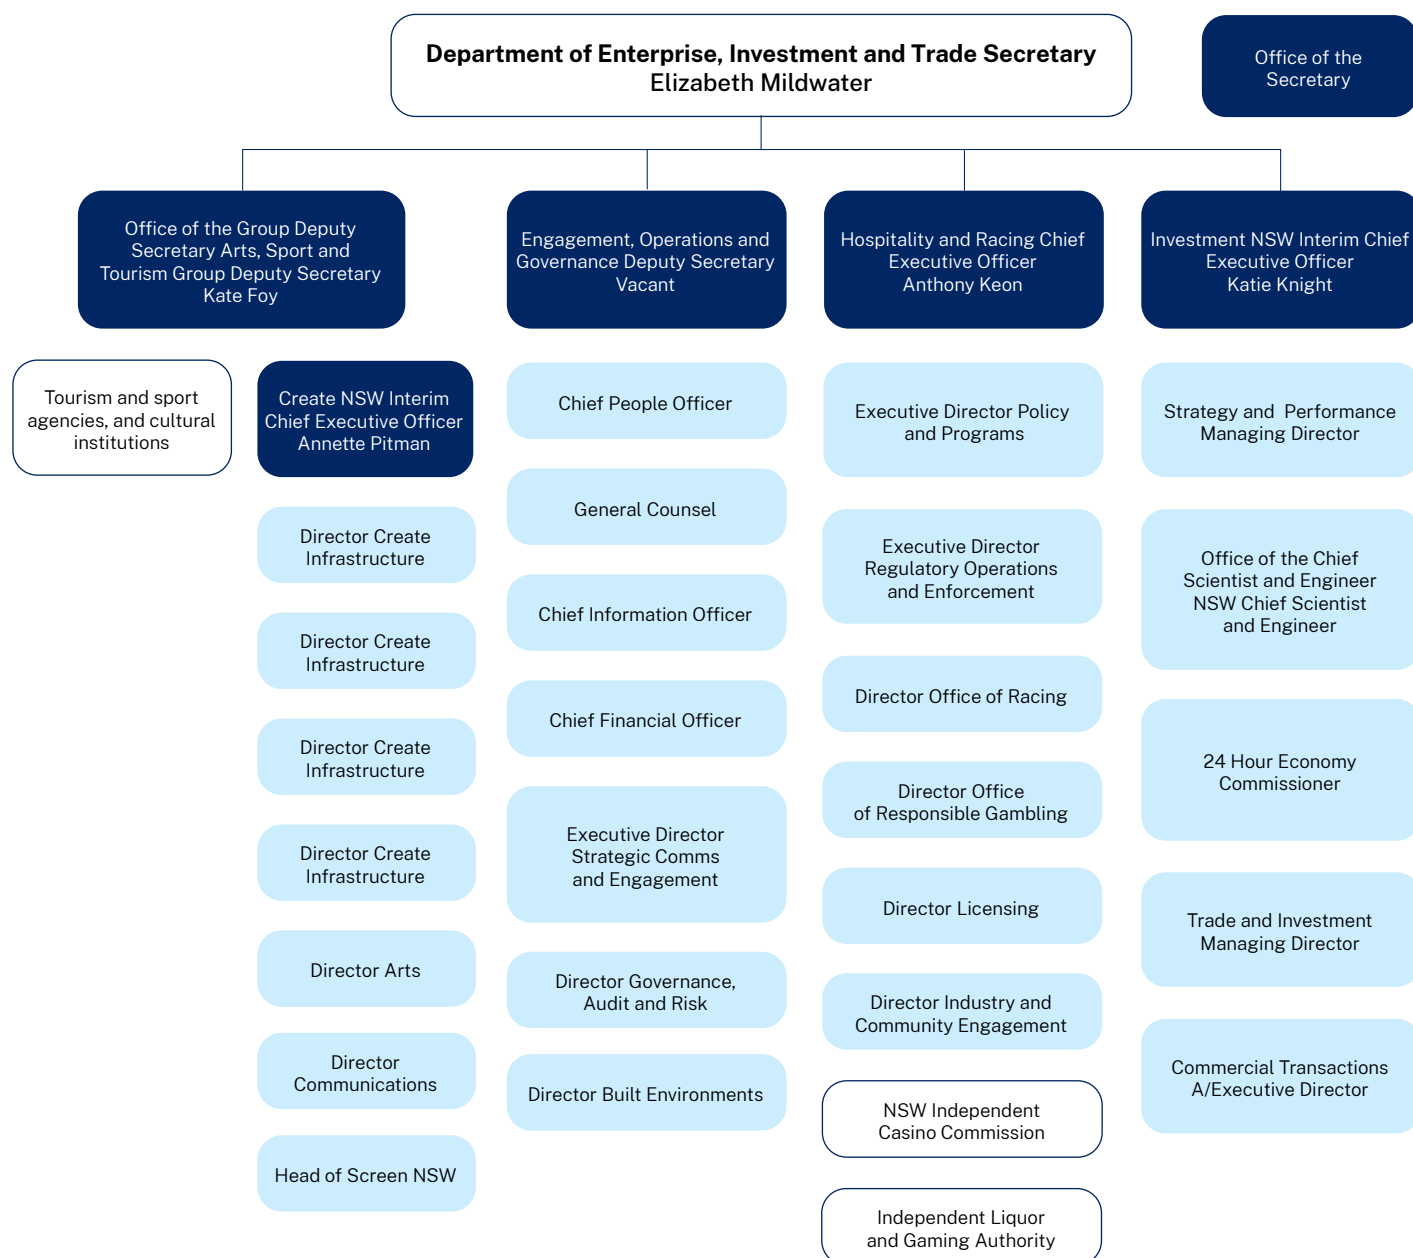 Department of Enterprise, Investment and Trade Secretary
Elizabeth Mildwater
Office of the
Secretary
Office of the Group Deputy
Secretary Arts, Sport and
Tourism Group Deputy Secretary
Kate Foy
Engagement, Operations and
Governance Deputy Secretary
Vacant
Hospitality and Racing Chief
Executive Officer
Anthony Keon
Investment NSW Interim Chief
Executive Officer
Katie Knight
Tourism and sport
agencies, and cultural
institutions
Create NSW Interim
Chief Executive Officer
Annette Pitman
Director Create
Infrastructure
Director Create
Infrastructure
Director Create
Infrastructure
Director Create
Infrastructure
Director Arts
Director
Communications
Head of Screen NSW
Chief People Officer
General Counsel
Chief Information Officer
Chief Financial Officer
Executive Director
Strategic Comms
and Engagement
Director Governance,
Audit and Risk
Director Built Environments
Executive Director Policy
and Programs
Executive Director
Regulatory Operations
and Enforcement
Director Office of Racing
Director Office
of Responsible Gambling
Director Licensing
Director Industry and
Community Engagement
NSW Independent
Casino Commission
Independent Liquor
and Gaming Authority
Strategy and Performance
Managing Director
Office of the Chief
Scientist and Engineer
NSW Chief Scientist
and Engineer
24 Hour Economy
Commissioner
Trade and Investment
Managing Director
Commercial Transactions
A/Executive Director